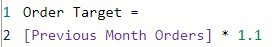 1 Order Target =
2 [Previous Month Orders] * 1.1